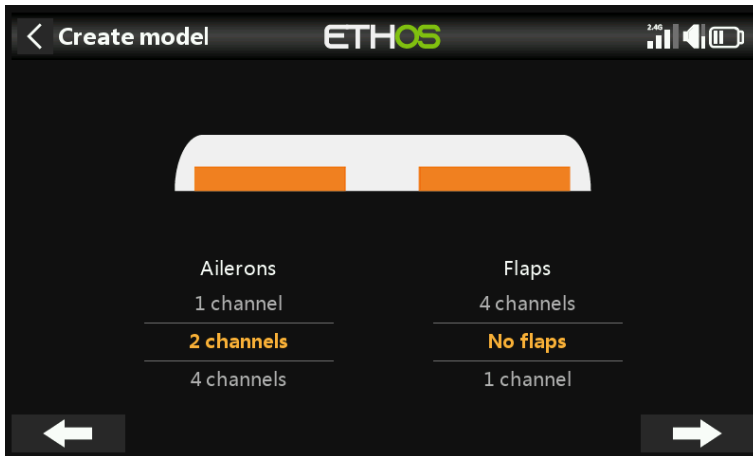 Create model
ETHOS
2.4G
Ailerons
Flaps
1 channel
4 channels
2 channels
No flaps
4 channels
1 channel